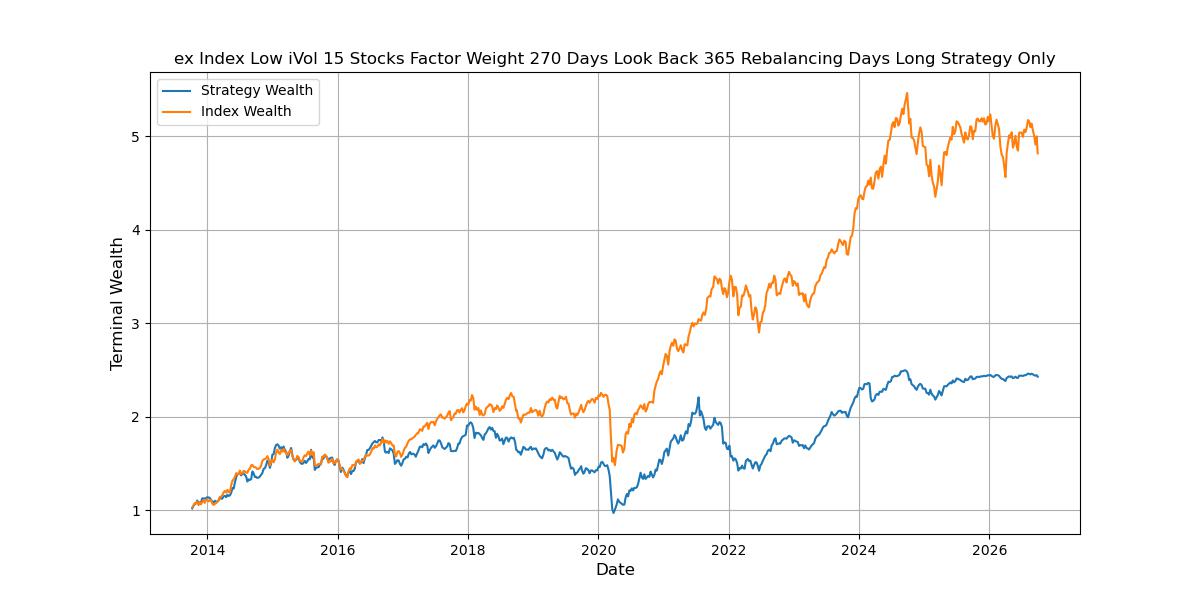 ex Index Low iVol 15 Stocks Factor Weight 270 Days Look Back 365 Rebalancing Days Long Strategy Only
Strategy Wealth
Index Wealth
Terminal Wealth
5
4
3
2
1
2014 2016 2018 2020 2022 2024 2026
Date